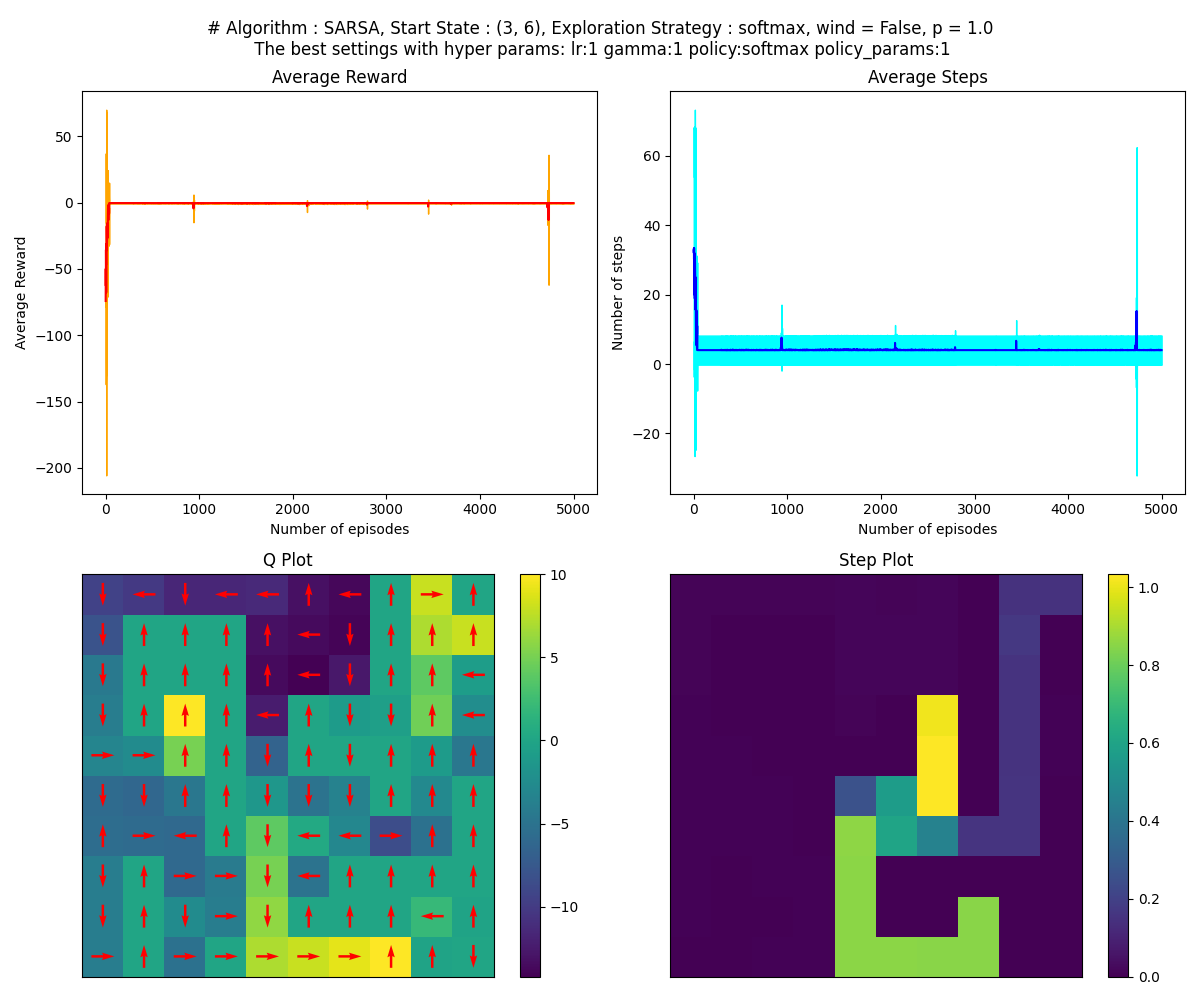 # Algorithm : SARSA, Start State : (3, 6), Exploration Strategy : softmax, wind = False, p = 1.0
The best settings with hyper params: lr:1 gamma:1 policy:softmax policy_params:1
Average Reward
Average Reward
50
0
−50
−100
−150
−200
0 1000 2000 3000 4000 5000
Number of episodes
Average Steps
Number of steps
60
40
20
0
−20
0 1000 2000 3000 4000 5000
Number of episodes
Q Plot
10
5
0
−5
−10
Step Plot
1.0
0.8
0.6
0.4
0.2
0.0